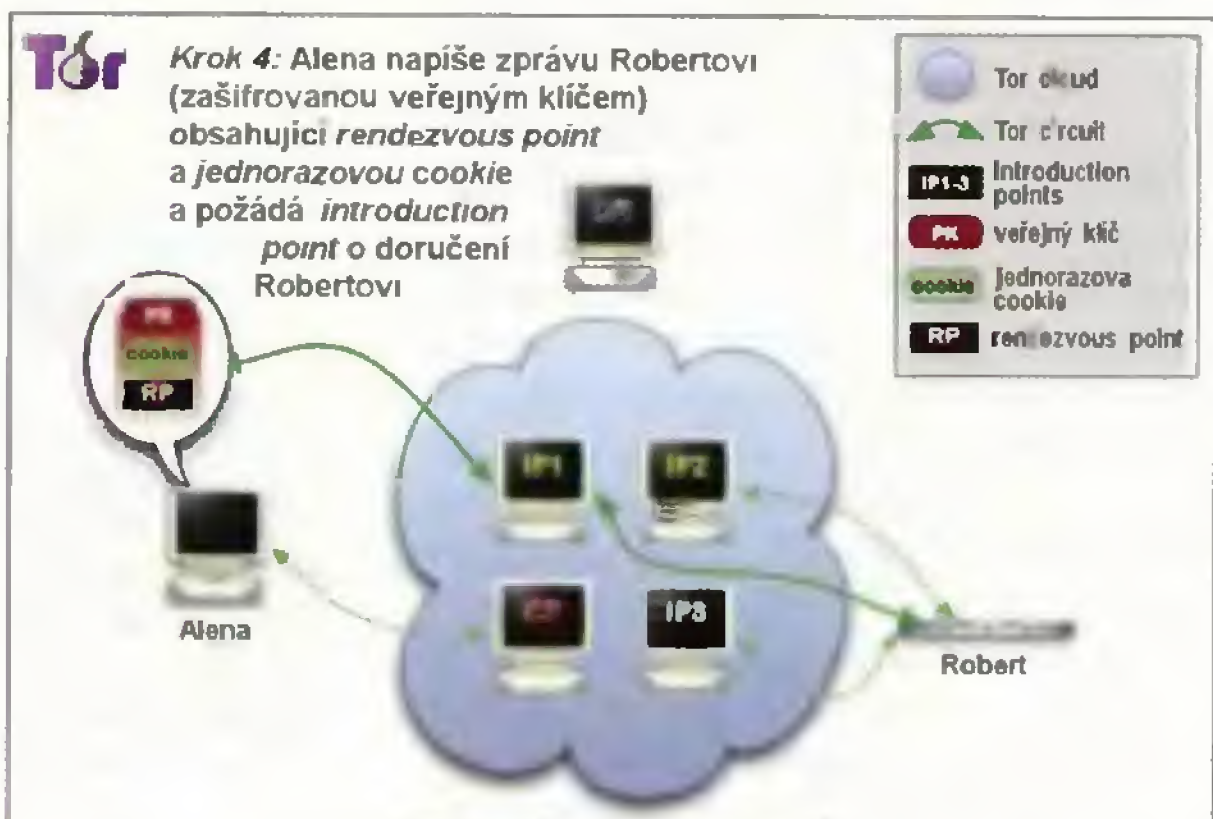 Tor
Krok 4: Alena napíše zprávu Robertovi
(zašifrovanou veřejným klíčem)
obsahující rendezvous point
a jednorazovou cookie
a požádá introduction
point o doručení
Robertovi
Tor cloud
Tor circuit
IP1-3 Introduction
points
PK veřejný klíč
cookie jednorazova
cookie
RP rendezvous point
PK
cookie
RP
IP1
IP2
IP3
Alena
Robert